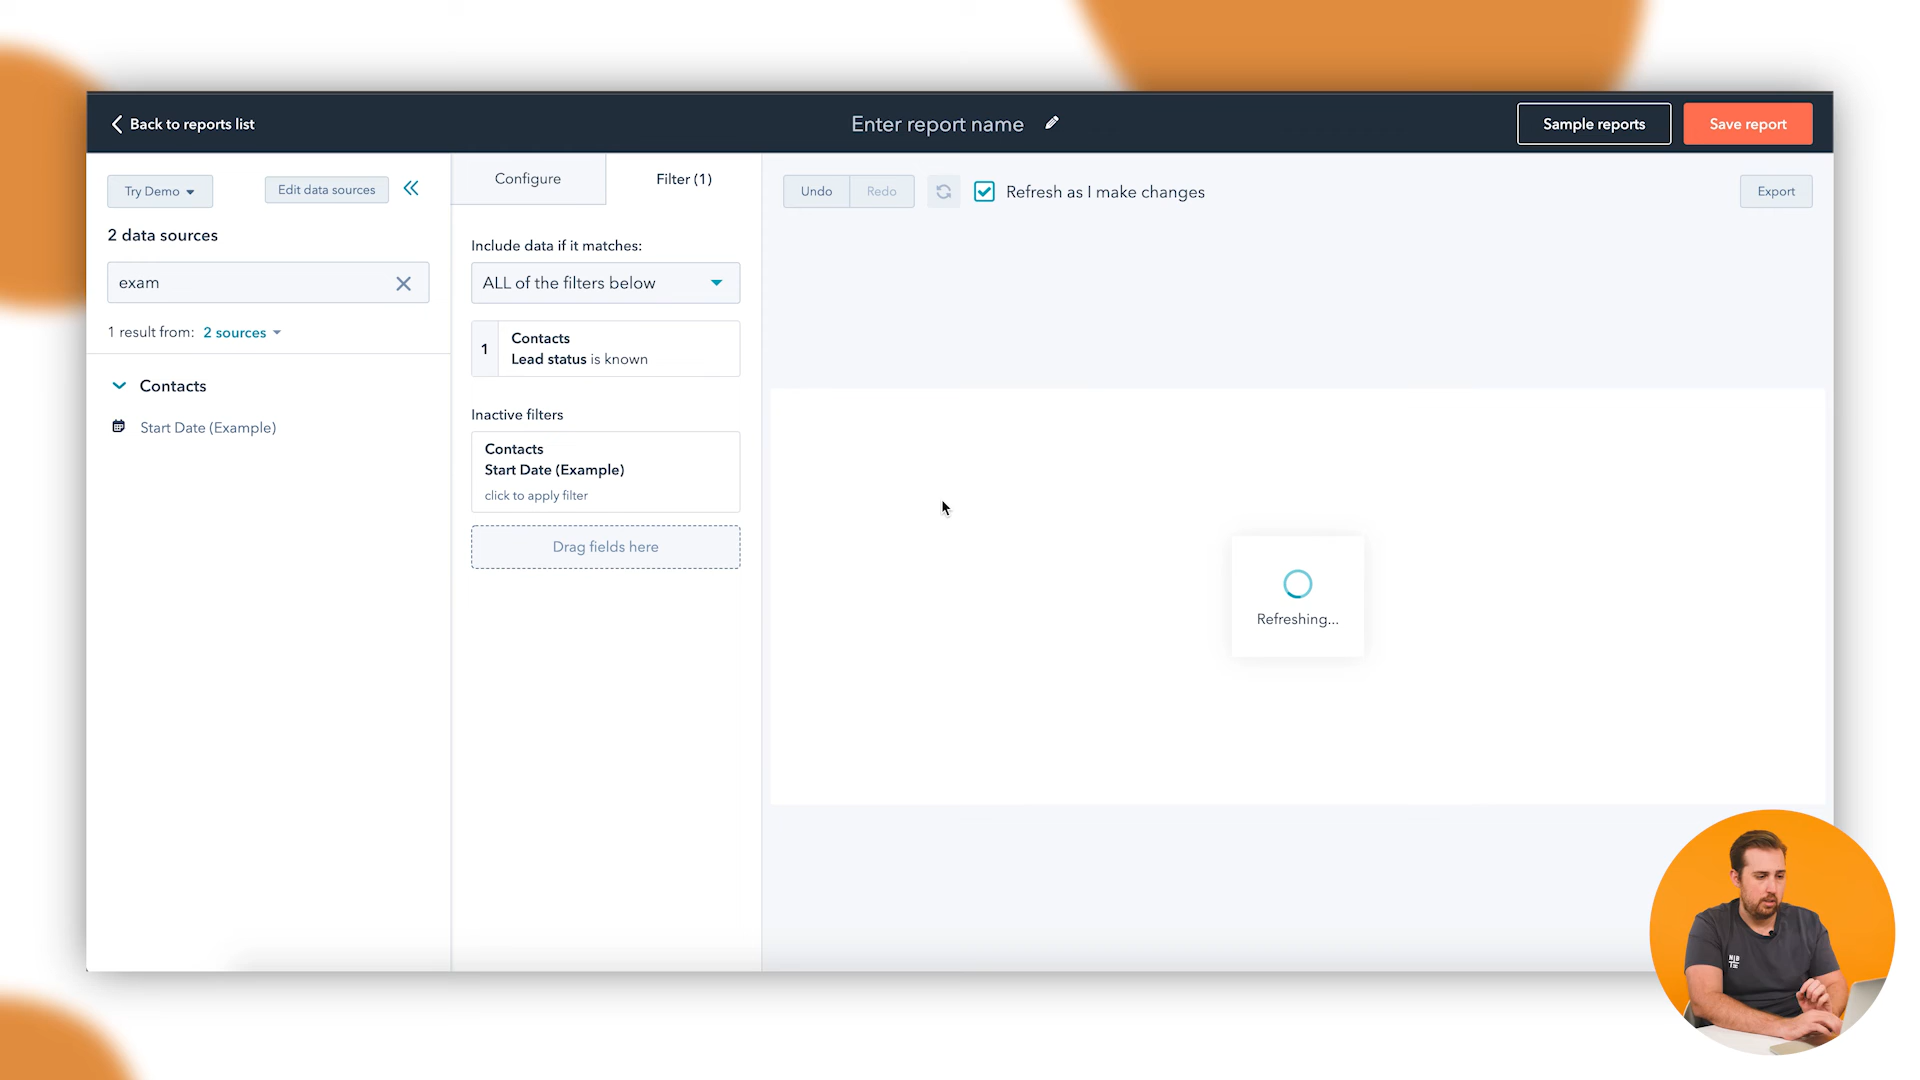 Back to reports list
Enter report name
Sample reports
Save report
Try Demo
Edit data sources
2 data sources
exam
1 result from: 2 sources
Contacts
Start Date (Example)
Configure
Filter (1)
Include data if it matches:
ALL of the filters below
1
Contacts
Lead status is known
Inactive filters
Contacts
Start Date (Example)
click to apply filter
Drag fields here
Undo
Redo
Refresh as I make changes
Export
Refreshing...